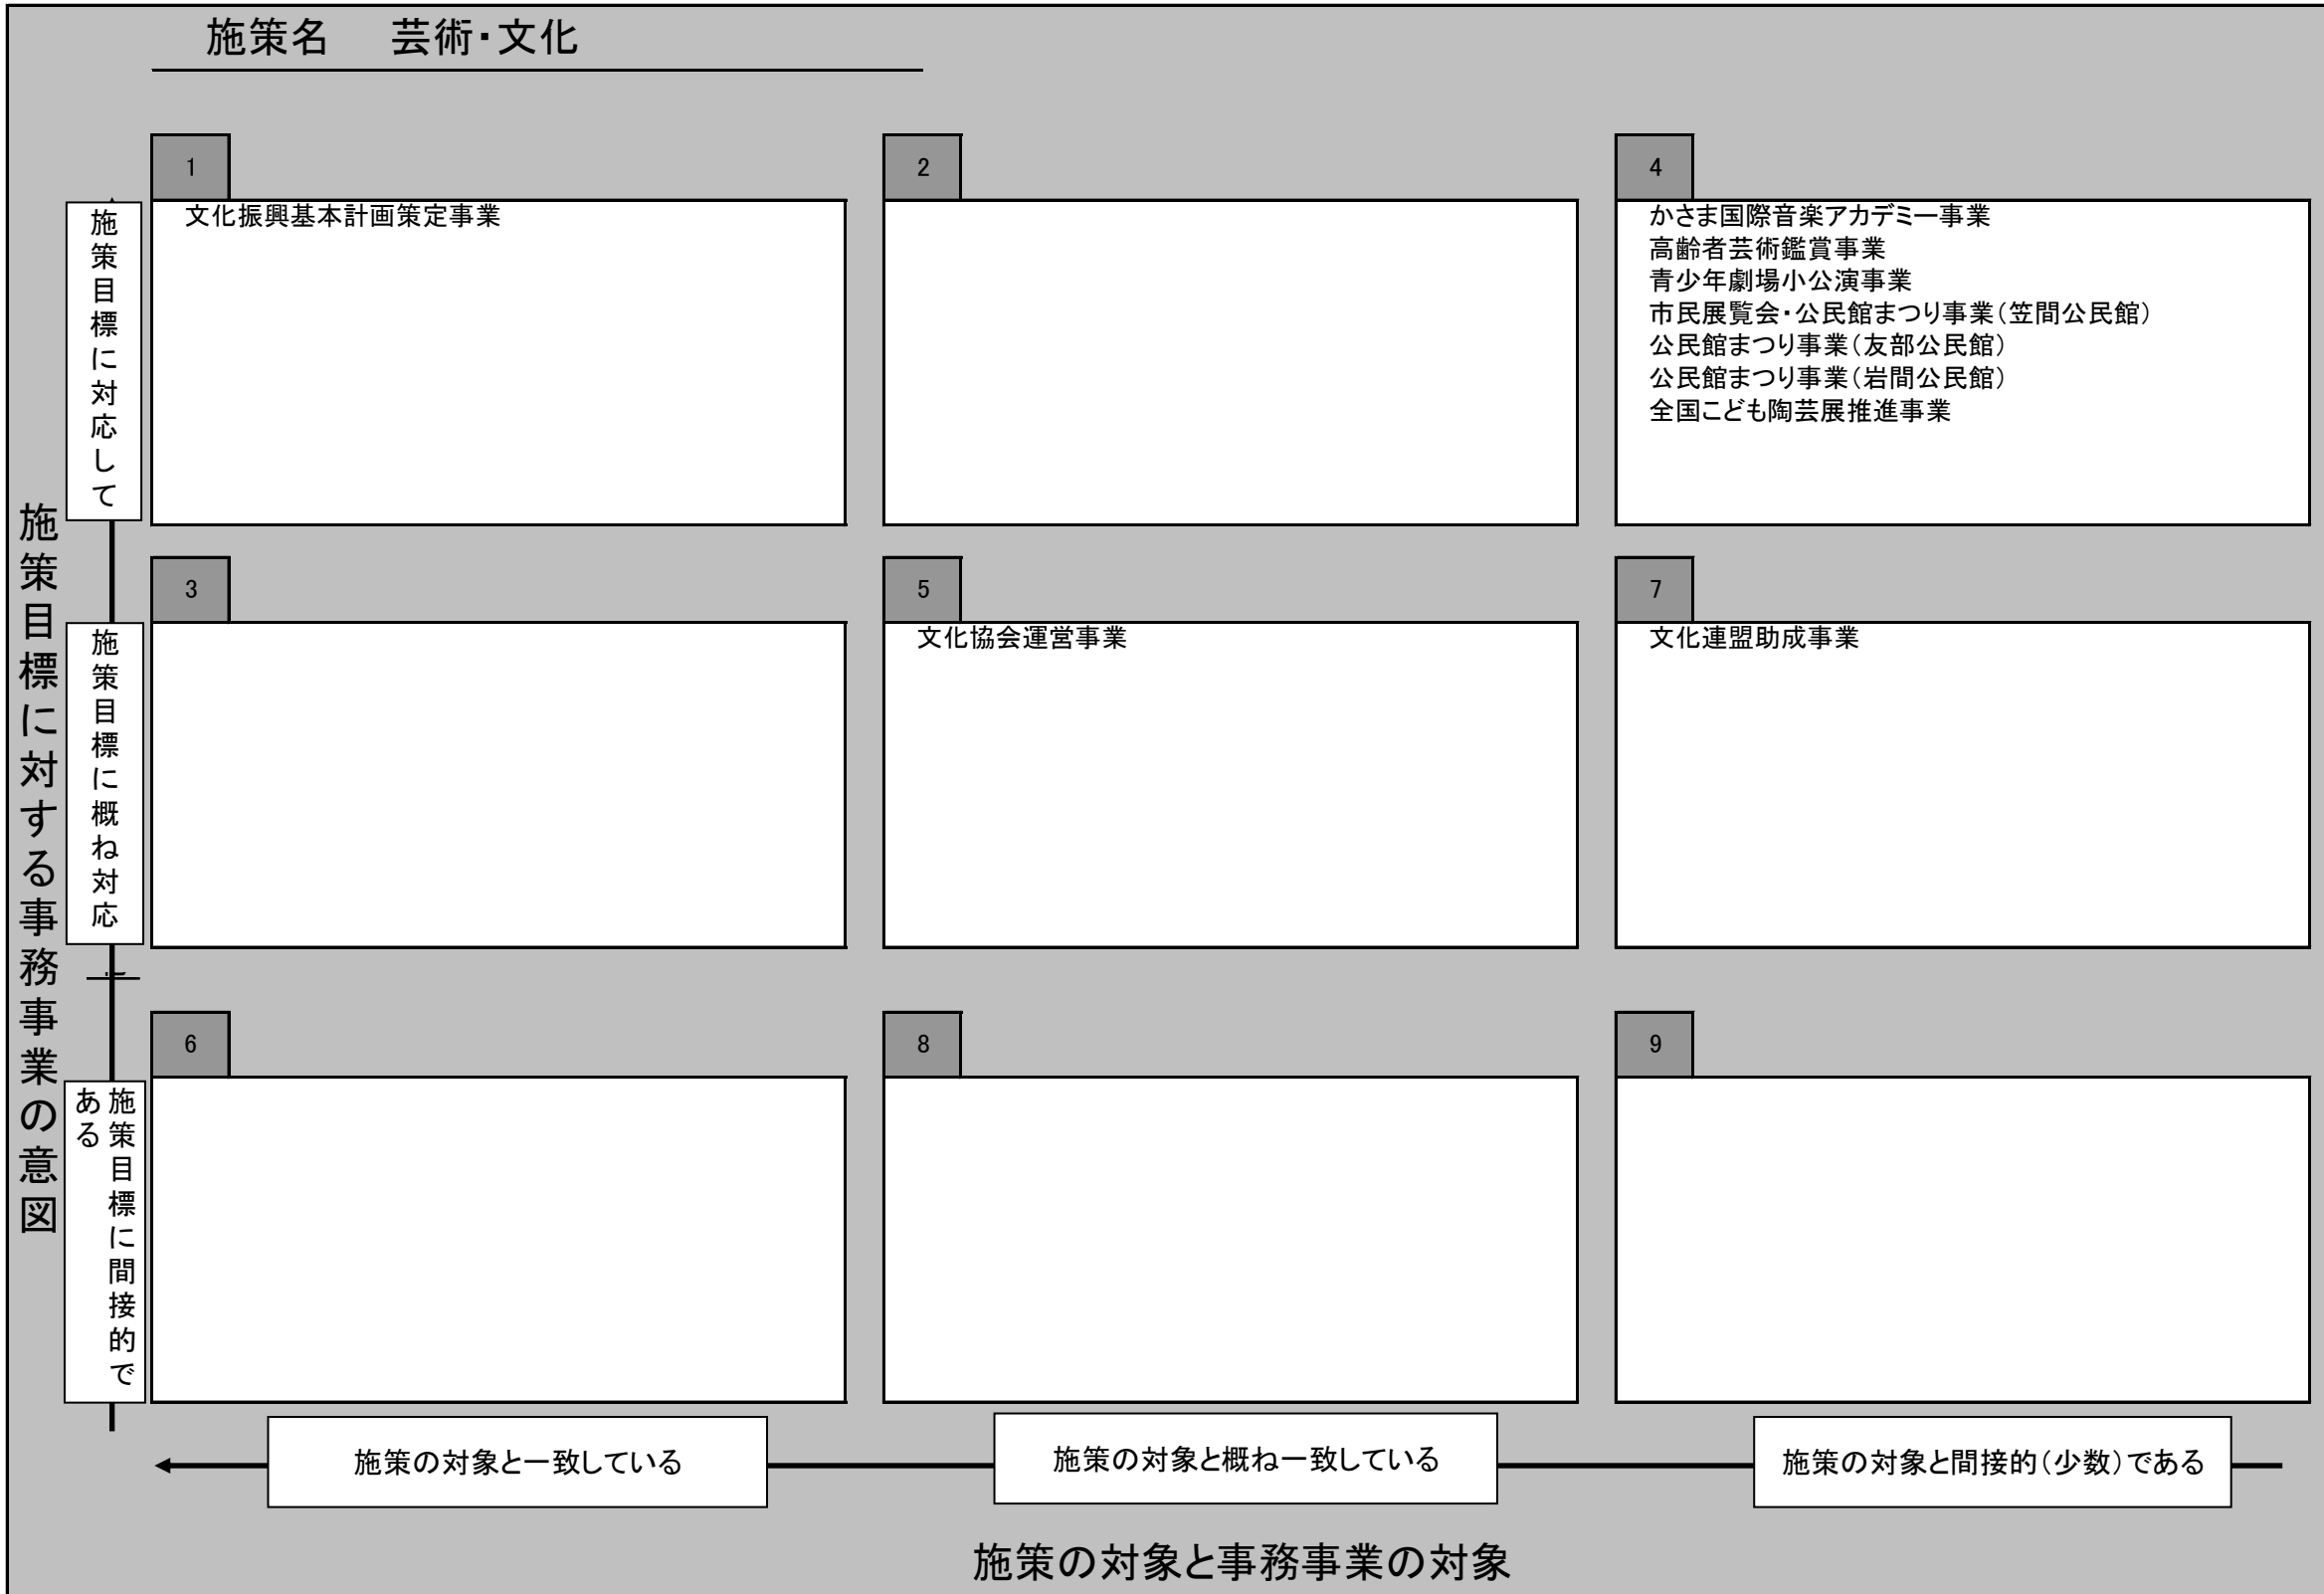 施策名　芸術・文化
施策目標に対する事務事業の意図
施策目標に対応して
1
文化振興基本計画策定事業
2
4
かさま国際音楽アカデミー事業
高齢者芸術鑑賞事業
青少年劇場小公演事業
市民展覧会・公民館まつり事業（笠間公民館）
公民館まつり事業（友部公民館）
公民館まつり事業（岩間公民館）
全国こども陶芸展推進事業
施策目標に概ね対応
3
5
文化協会運営事業
7
文化連盟助成事業
施策目標に間接的で
ある
6
8
9
施策の対象と一致している
施策の対象と概ね一致している
施策の対象と間接的（少数）である
施策の対象と事務事業の対象